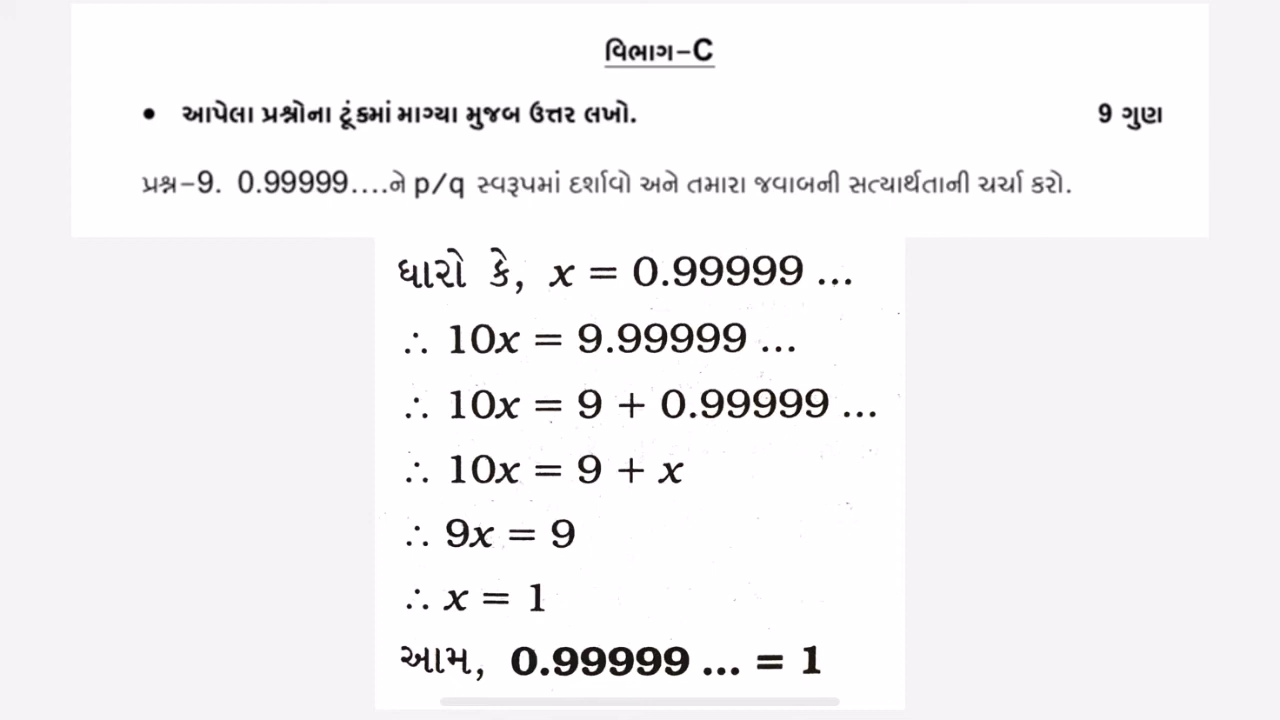 વિભાગ–C
• આપેલા પ્રશ્નોના ટૂંકમાં માગ્યા મુજબ ઉત્તર લખો. 9 ગુણ
પ્રશ્ન–9. 0.99999....ને p/q સ્વરૂપમાં દર્શાવો અને તમારા જવાબની સત્યાર્થતાની ચર્ચા કરો.
ધારો કે, x = 0.99999 ...
∴ 10x = 9.99999 ...
∴ 10x = 9 + 0.99999 ...
∴ 10x = 9 + x
∴ 9x = 9
∴ x = 1
આમ, 0.99999 ... = 1